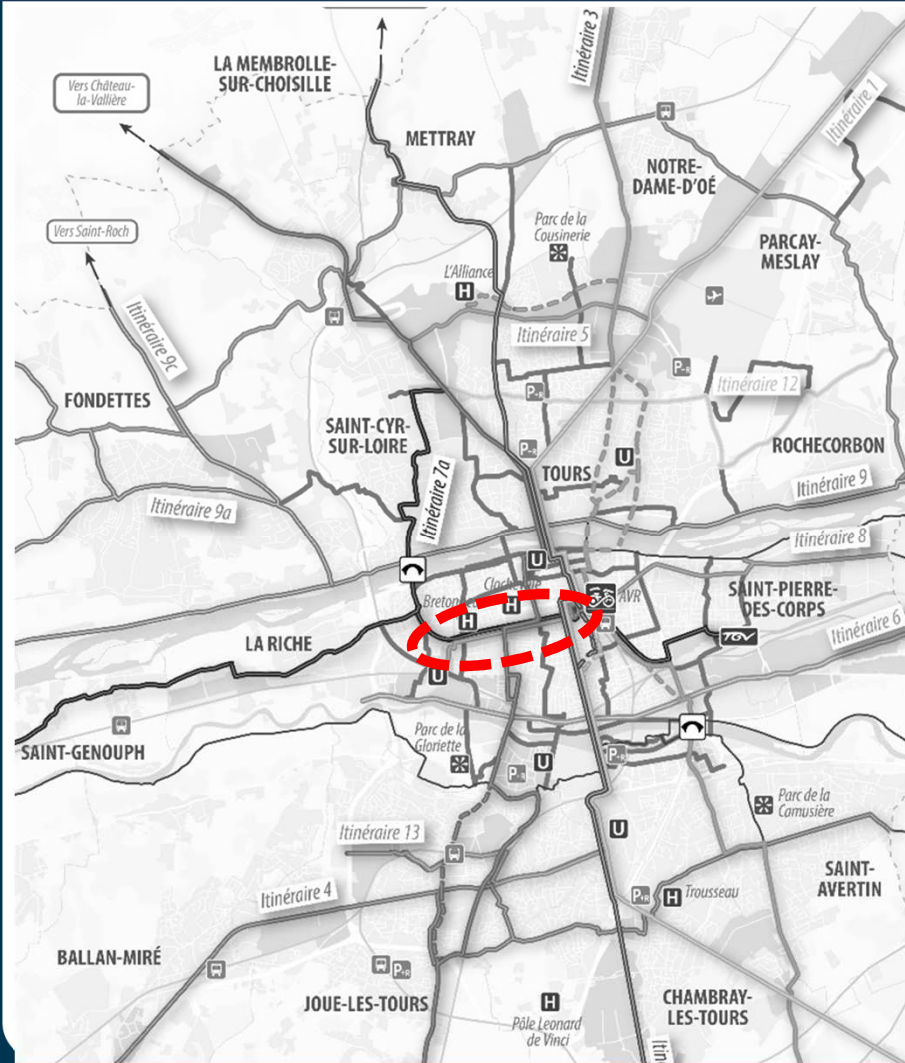 Itinéraire 3
LA MEMBROLLE-
SUR-CHOISILLE
Vers Château-
la-Vallière
Itinéraire 1
METTRAY
NOTRE-
DAME-D'OÉ
Parc de la
Cousinerie
Vers Saint-Roch
PARCAY-
MESLAY
L'Alliance
H
Itinéraire 9c
Itinéraire 5
P+R
Itinéraire 12
P+R
FONDETTES
SAINT-CYR-
SUR-LOIRE
P+R
ROCHECORBON
TOURS
U
Itinéraire 7a
Itinéraire 9
Itinéraire 9a
Itinéraire 8
U
SAINT-PIERRE-
DES-CORPS
H
H
TGV
Itinéraire 6
LA RICHE
U
SAINT-GENOUPH
Parc de la
Gloriette
P+R
U
P+R
Parc de la
Camusière
Itinéraire 13
U
SAINT-
AVERTIN
Itinéraire 4
P+R
H
Trousseau
BALLAN-MIRÉ
P+R
JOUE-LES-TOURS
H
Pôle Leonard
de Vinci
CHAMBRAY-
LES-TOURS